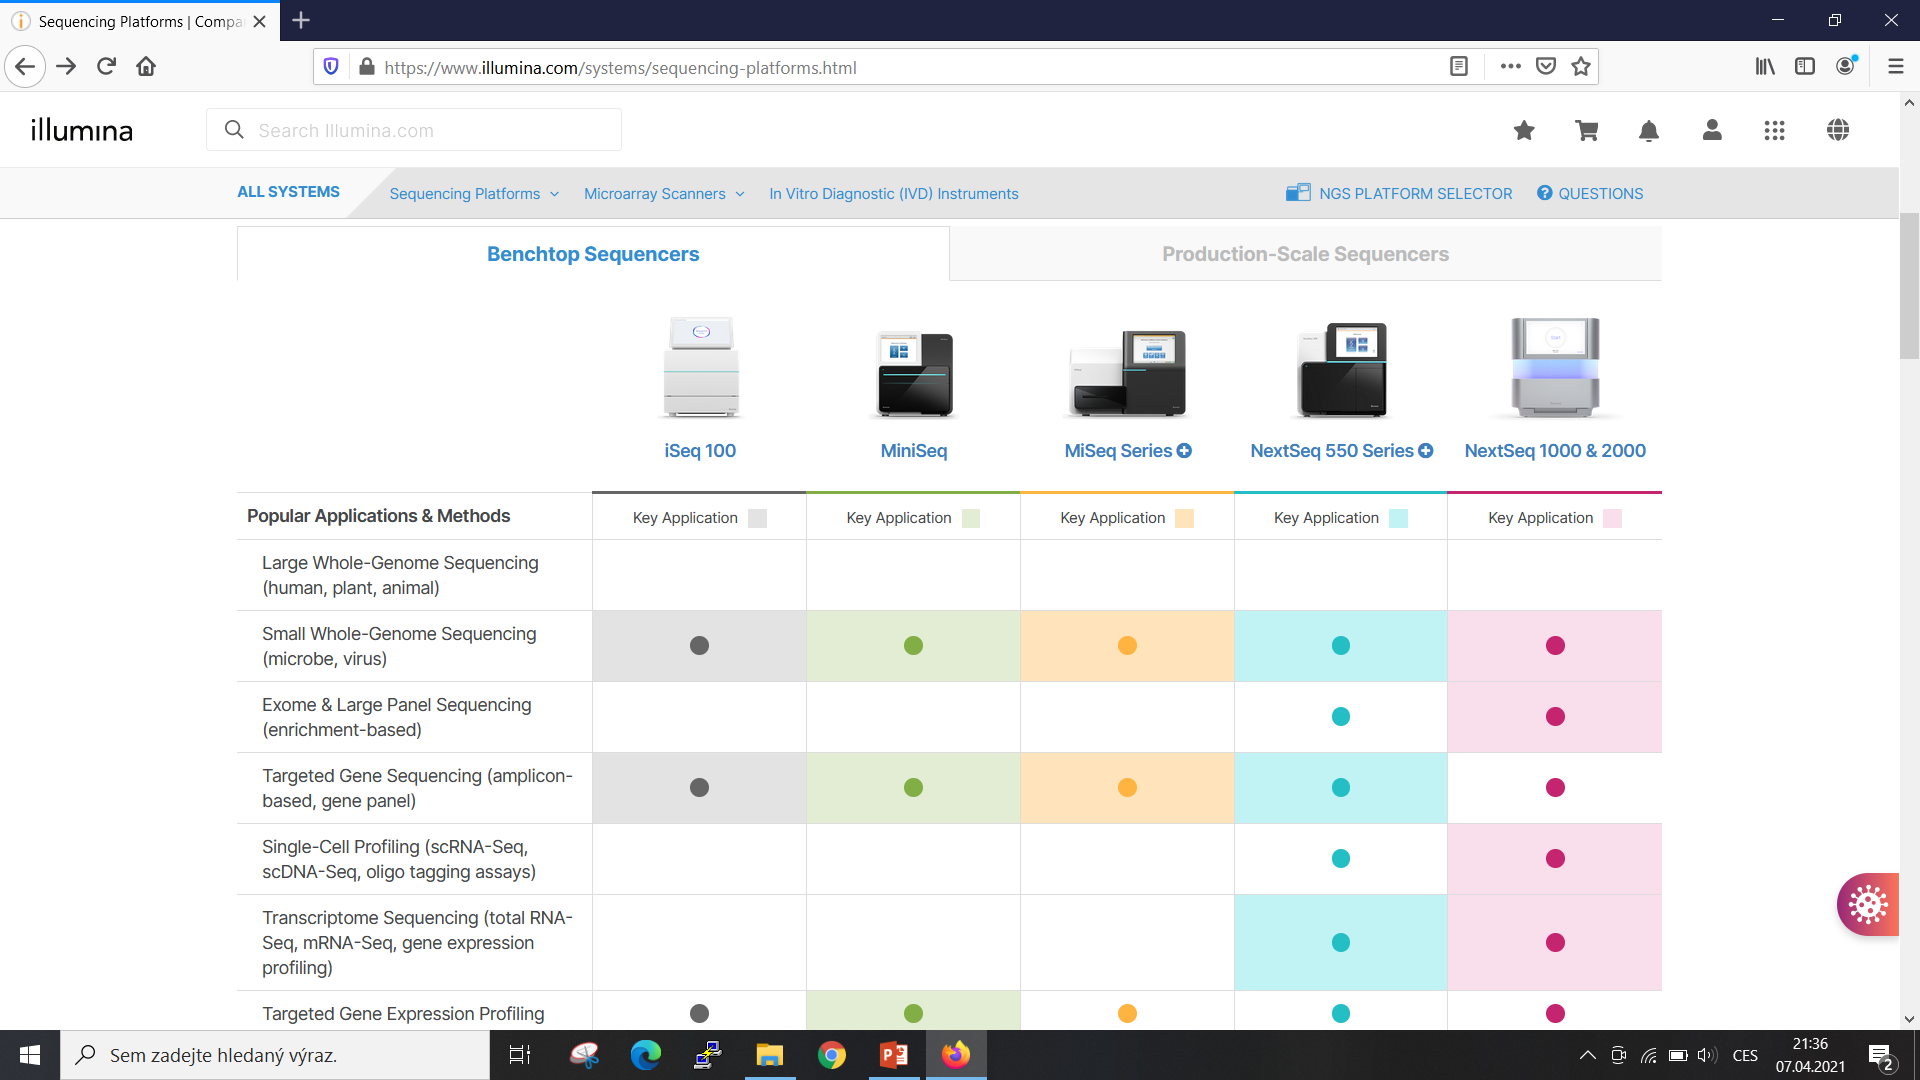 Sequencing Platforms | Compa
https://www.illumina.com/systems/sequencing-platforms.html
illumina
Search Illumina.com
ALL SYSTEMS
Sequencing Platforms
Microarray Scanners
In Vitro Diagnostic (IVD) Instruments
NGS PLATFORM SELECTOR
? QUESTIONS
Benchtop Sequencers
Production-Scale Sequencers
Start
iSeq 100
MiniSeq
MiSeq Series
NextSeq 550 Series
NextSeq 1000 & 2000
Popular Applications & Methods
Key Application
Key Application
Key Application
Key Application
Key Application
Large Whole-Genome Sequencing
(human, plant, animal)
Small Whole-Genome Sequencing
(microbe, virus)
Exome & Large Panel Sequencing
(enrichment-based)
Targeted Gene Sequencing (amplicon-
based, gene panel)
Single-Cell Profiling (scRNA-Seq,
scDNA-Seq, oligo tagging assays)
Transcriptome Sequencing (total RNA-
Seq, mRNA-Seq, gene expression
profiling)
Targeted Gene Expression Profiling
Sem zadejte hledaný výraz.
CES
21:36
07.04.2021
2